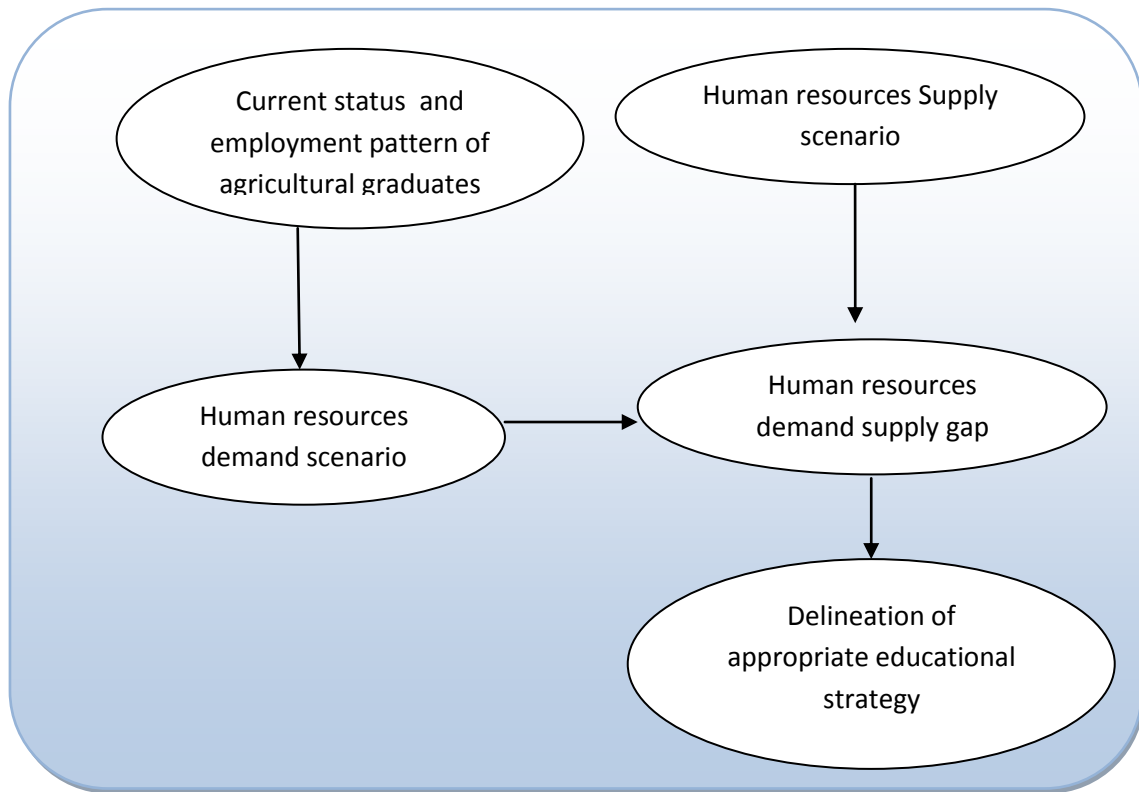 Current status and
employment pattern of
agricultural graduates
Human resources Supply
scenario
Human resources
demand scenario
Human resources
demand supply gap
Delineation of
appropriate educational
strategy